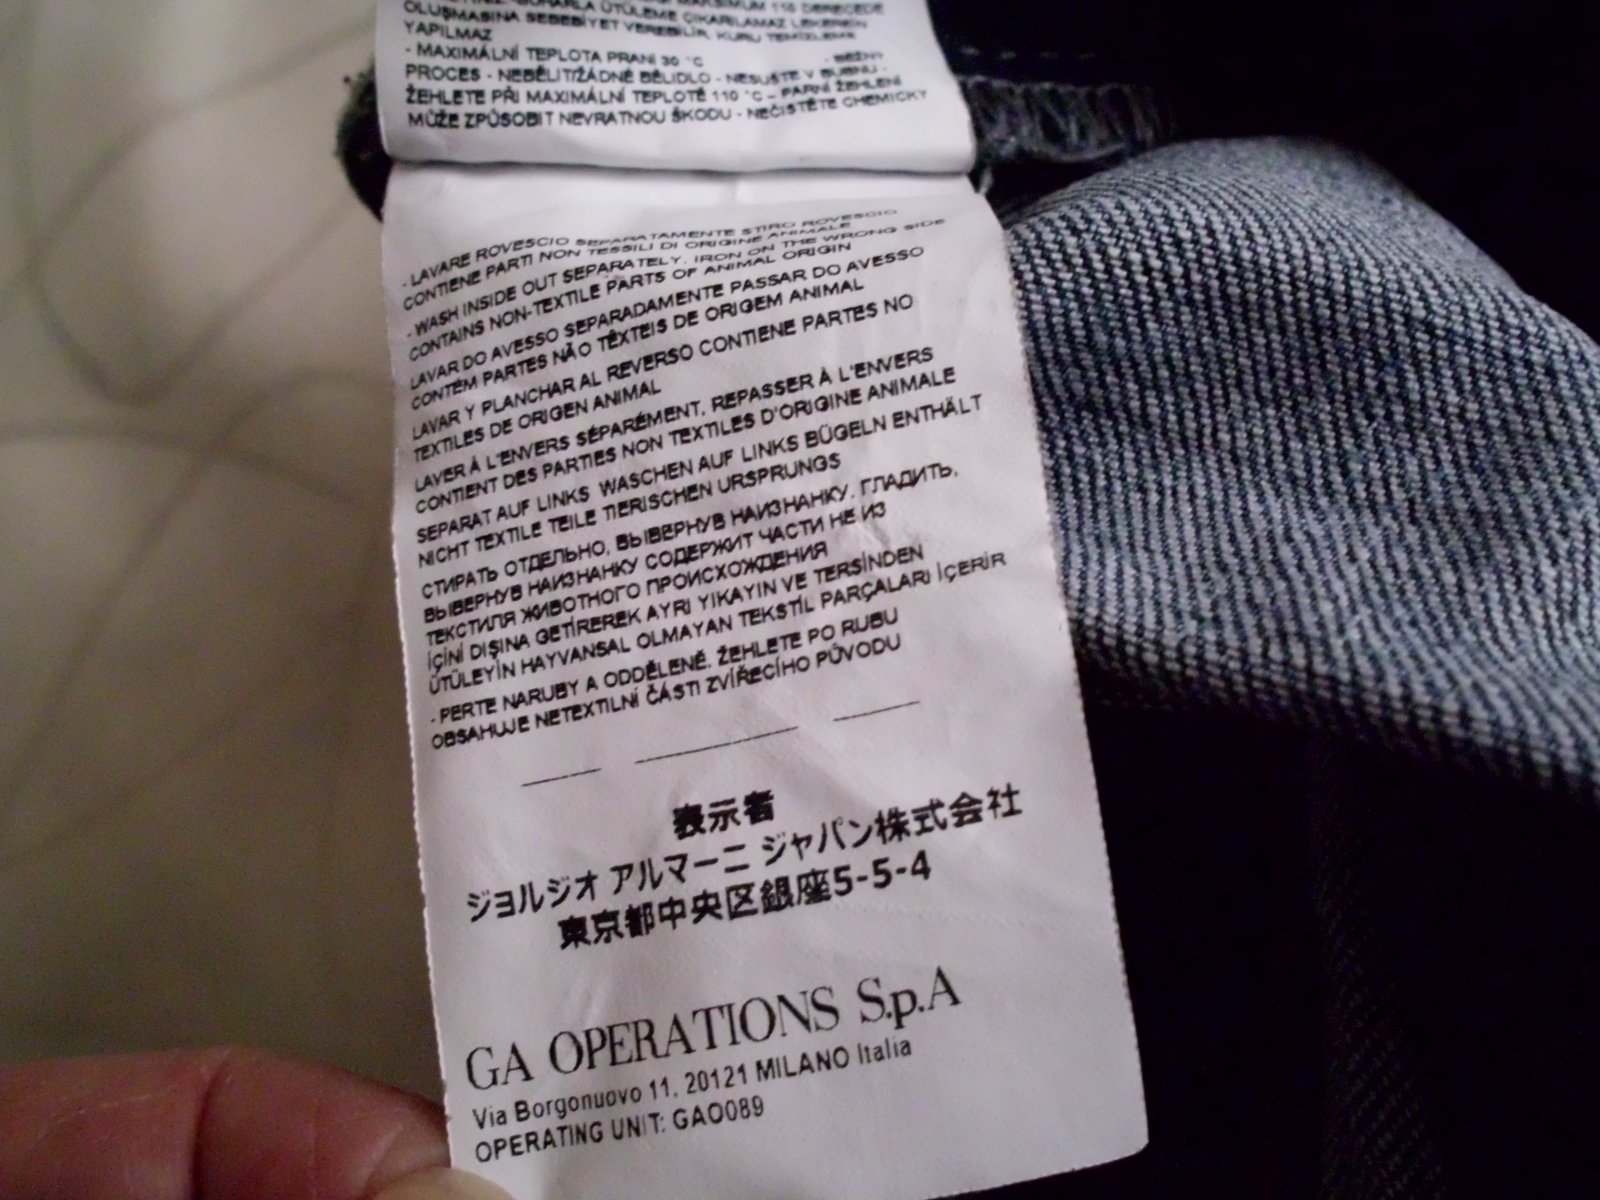 MAKSIMUM 110 DERECEDE
OLUŞMASINA SEBEBİYET VEREBİLİR, KURU TEMİZLEME
YAPILMAZ
- MAXIMÁLNÍ TEPLOTA PRANI 30 °C - BĚŽNÝ
PROCES - NEBĚLIT/ŽÁDNÉ BĚLIDLO - NESUŠTE V BUBNU -
ŽEHLETE PŘI MAXIMÁLNÍ TEPLOTĚ 110 °C – PARNÍ ŽEHLENÍ
MŮŽE ZPŮSOBIT NEVRATNOU ŠKODU - NEČISTĚTE CHEMICKY
- LAVARE ROVESCIO SEPARATAMENTE STIRO ROVESCIO
CONTIENE PARTI NON TESSILI DI ORIGINE ANIMALE
- WASH INSIDE OUT SEPARATELY. IRON ON THE WRONG SIDE
CONTAINS NON-TEXTILE PARTS OF ANIMAL ORIGIN
LAVAR DO AVESSO SEPARADAMENTE PASSAR DO AVESSO
CONTÉM PARTES NÃO TÊXTEIS DE ORIGEM ANIMAL
LAVAR Y PLANCHAR AL REVERSO CONTIENE PARTES NO
TEXTILES DE ORIGEN ANIMAL
LAVER À L'ENVERS SÉPARÉMENT, REPASSER À L'ENVERS
CONTIENT DES PARTIES NON TEXTILES D'ORIGINE ANIMALE
SEPARAT AUF LINKS WASCHEN AUF LINKS BÜGELN ENTHÄLT
NICHT TEXTILE TEILE TIERISCHEN URSPRUNGS
СТИРАТЬ ОТДЕЛЬНО, ВЫВЕРНУВ НАИЗНАНКУ. ГЛАДИТЬ,
ВЫВЕРНУВ НАИЗНАНКУ СОДЕРЖИТ ЧАСТИ НЕ ИЗ
ТЕКСТИЛЯ ЖИВОТНОГО ПРОИСХОЖДЕНИЯ
İÇİNİ DIŞINA GETİREREK AYRI YIKAYIN VE TERSİNDEN
ÜTÜLEYİN HAYVANSAL OLMAYAN TEKSTİL PARÇALARI İÇERİR
- PERTE NARUBY A ODDĚLENĚ. ŽEHLETE PO RUBU
OBSAHUJE NETEXTILNÍ ČÁSTI ZVÍŘECÍHO PŮVODU
表示者
ジョルジオ アルマーニ ジャパン株式会社
東京都中央区銀座5-5-4
GA OPERATIONS S.p.A
Via Borgonuovo 11, 20121 MILANO Italia
OPERATING UNIT: GAO089